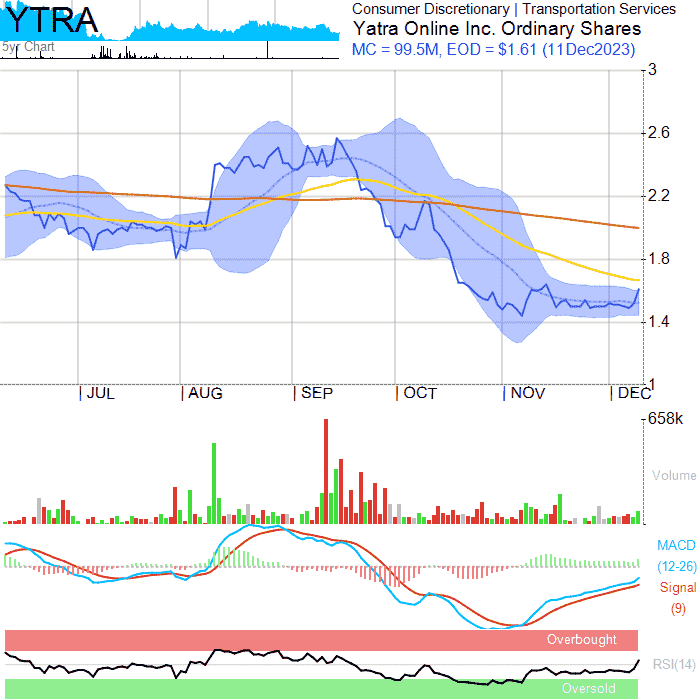 YTRA
5yr Chart
Consumer Discretionary | Transportation Services
Yatra Online Inc. Ordinary Shares
MC = 99.5M, EOD = $1.61 (11Dec2023)
3
2.6
2.2
1.8
1.4
1
JUL AUG SEP OCT NOV DEC
658k
Volume
MACD
(12-26)
Signal
(9)
Overbought
RSI(14)
Oversold